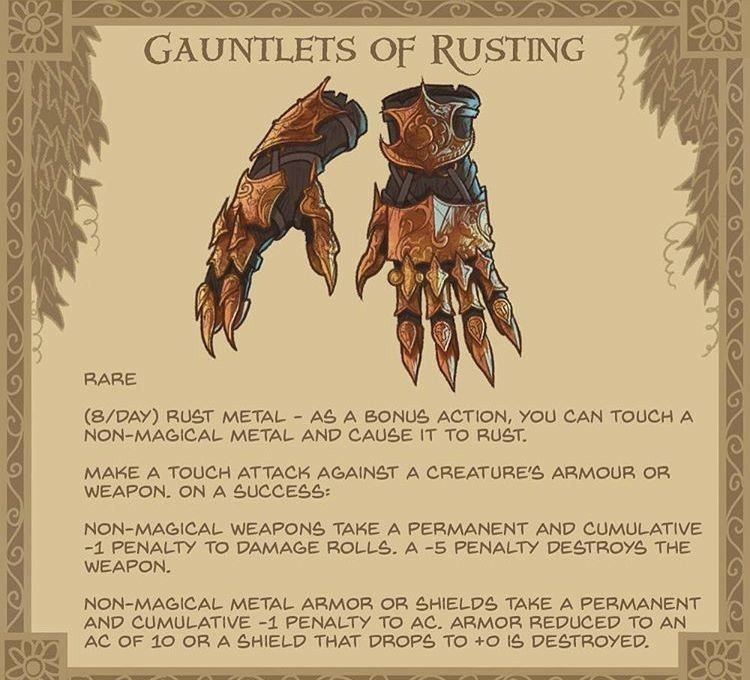 GAUNTLETS OF RUSTING
RARE
(8/DAY) RUST METAL - AS A BONUS ACTION, YOU CAN TOUCH A
NON-MAGICAL METAL AND CAUSE IT TO RUST.
MAKE A TOUCH ATTACK AGAINST A CREATURE'S ARMOUR OR
WEAPON. ON A SUCCESS:
NON-MAGICAL WEAPONS TAKE A PERMANENT AND CUMULATIVE
-1 PENALTY TO DAMAGE ROLLS. A -5 PENALTY DESTROYS THE
WEAPON.
NON-MAGICAL METAL ARMOR OR SHIELDS TAKE A PERMANENT
AND CUMULATIVE -1 PENALTY TO AC. ARMOR REDUCED TO AN
AC OF 10 OR A SHIELD THAT DROPS TO +0 IS DESTROYED.